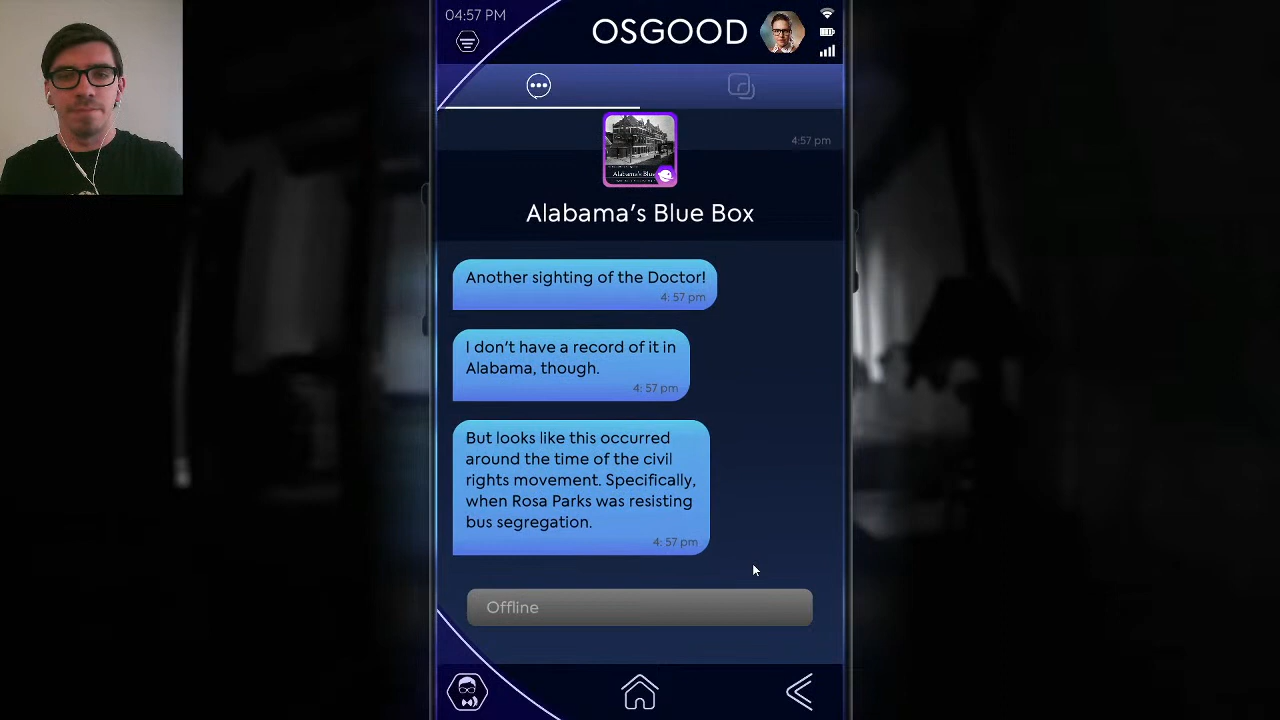 04:57 PM
OSGOOD
4:57 pm
Alabama's Blue
Alabama's Blue Box
Another sighting of the Doctor!
4: 57 pm
I don't have a record of it in
Alabama, though.
4: 57 pm
But looks like this occurred
around the time of the civil
rights movement. Specifically,
when Rosa Parks was resisting
bus segregation.
4: 57 pm
Offline